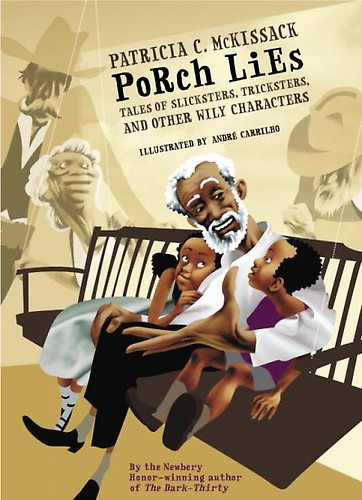 PATRICIA C. McKISSACK
PoRch LiEs
TALES OF SLICKSTERS, TRICKSTERS,
AND OTHER WILY CHARACTERS
ILLUSTRATED BY ANDRÉ CARRILHO
By the Newbery
Honor-winning author
of The Dark-Thirty